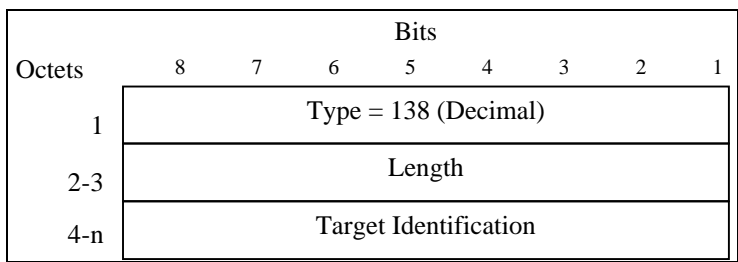 Bits
Octets 8 7 6 5 4 3 2 1
1 Type = 138 (Decimal)
2-3 Length
4-n Target Identification